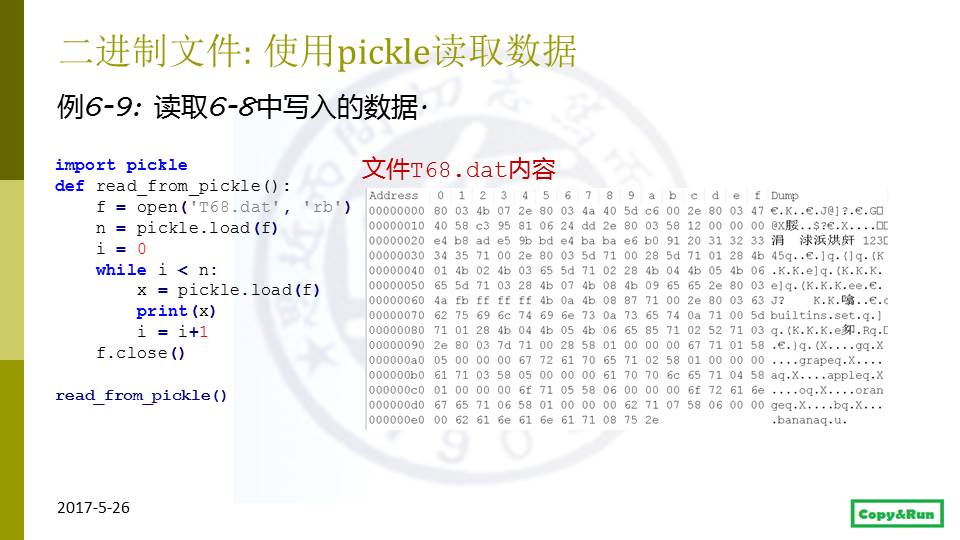 二进制文件: 使用pickle读取数据
例6-9: 读取6-8中写入的数据.
import pickle
def read_from_pickle():
    f = open('T68.dat', 'rb')
    n = pickle.load(f)
    i = 0
    while i < n:
        x = pickle.load(f)
        print(x)
        i = i+1
    f.close()
read_from_pickle()
文件T68.dat内容
Address 0 1 2 3 4 5 6 7 8 9 a b c d e f Dump
00000000 80 03 4b 07 2e 80 03 4a 40 5d c6 00 2e 80 03 47 €.K..€.J@]?.€.G
00000010 40 58 c3 95 81 06 24 dd 2e 80 03 58 12 00 00 00 @X脮..$?€.X....
00000020 e4 b8 ad e5 9b bd e4 ba ba e6 b0 91 20 31 32 33 123
00000030 34 35 71 00 2e 80 03 5d 71 00 28 5d 71 01 28 4b 45q..€.]q.(]q.(K
00000040 01 4b 02 4b 03 65 5d 71 02 28 4b 04 4b 05 4b 06 .K.K.e]q.(K.K.K.
00000050 65 5d 71 03 28 4b 07 4b 08 4b 09 65 65 2e 80 03 e]q.(K.K.K.ee.€.
00000060 4a fb ff ff ff 4b 0a 4b 08 87 71 00 2e 80 03 63 J? K.K.噏..€.c
00000070 62 75 69 6c 74 69 6e 73 0a 73 65 74 0a 71 00 5d builtins.set.q.]
00000080 71 01 28 4b 04 4b 05 4b 06 65 85 71 02 52 71 03 q.(K.K.K.e卶.Rq.
00000090 2e 80 03 7d 71 00 28 58 01 00 00 00 67 71 01 58 .€.}q.(X....gq.X
000000a0 05 00 00 00 67 72 61 70 65 71 02 58 01 00 00 00 ....grapeq.X....
000000b0 61 71 03 58 05 00 00 00 61 70 70 6c 65 71 04 58 aq.X....appleq.X
000000c0 01 00 00 00 6f 71 05 58 06 00 00 00 6f 72 61 6e ....oq.X....oran
000000d0 67 65 71 06 58 01 00 00 00 62 71 07 58 06 00 00 geq.X....bq.X...
000000e0 00 62 61 6e 61 6e 61 71 08 75 2e .bananaq.u.
2017-5-26
Copy&Run